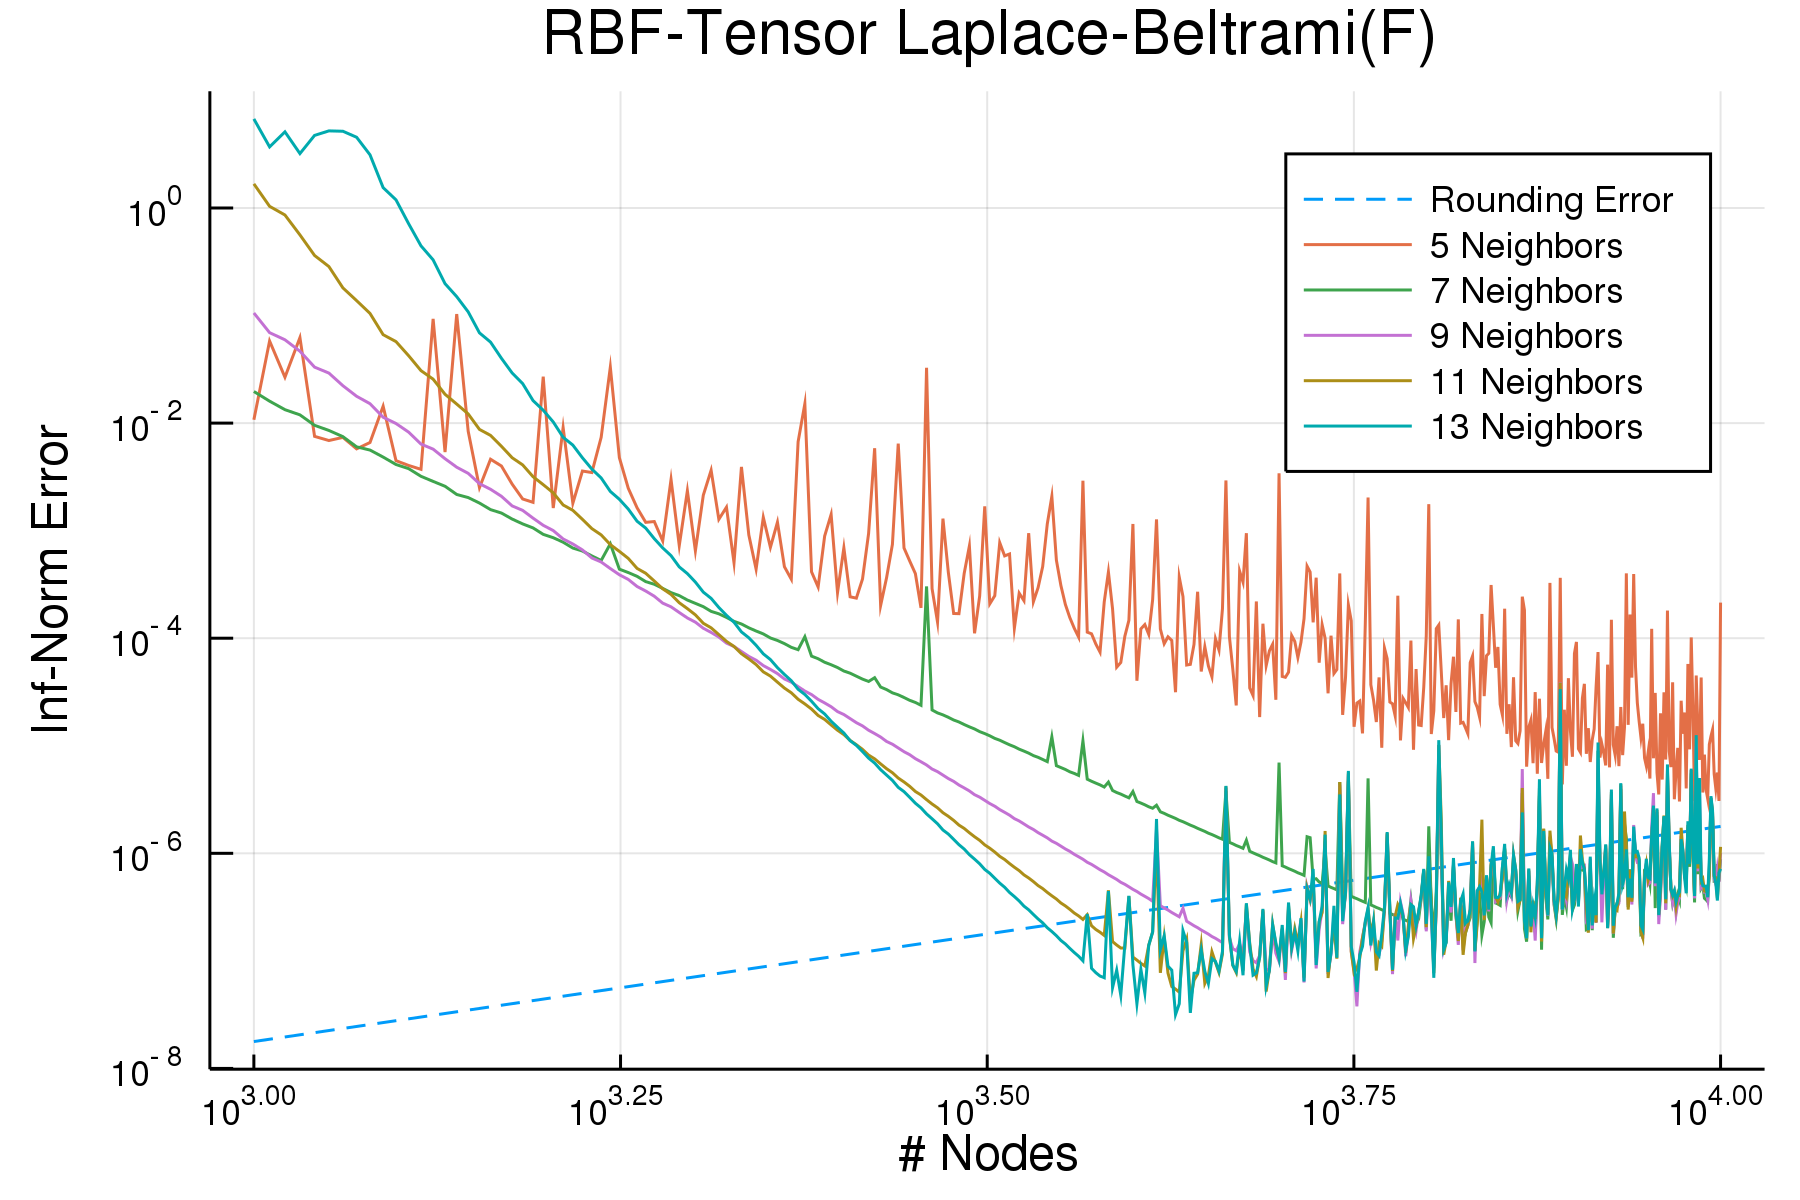 RBF-Tensor Laplace-Beltrami(F)
Inf-Norm Error
10^0
10^-2
10^-4
10^-6
10^-8
Rounding Error
5 Neighbors
7 Neighbors
9 Neighbors
11 Neighbors
13 Neighbors
10^3.00 10^3.25 10^3.50 10^3.75 10^4.00
# Nodes